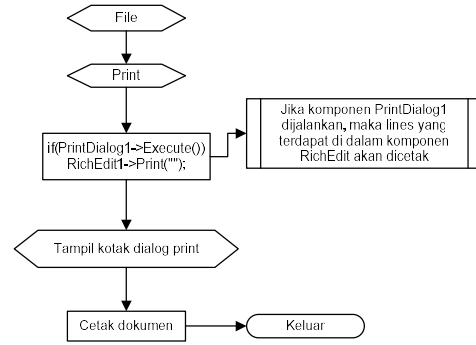 File
Print
if(PrintDialog1->Execute())
RichEdit1->Print("");
Jika komponen PrintDialog1
dijalankan, maka lines yang
terdapat di dalam komponen
RichEdit akan dicetak
Tampil kotak dialog print
Cetak dokumen
Keluar